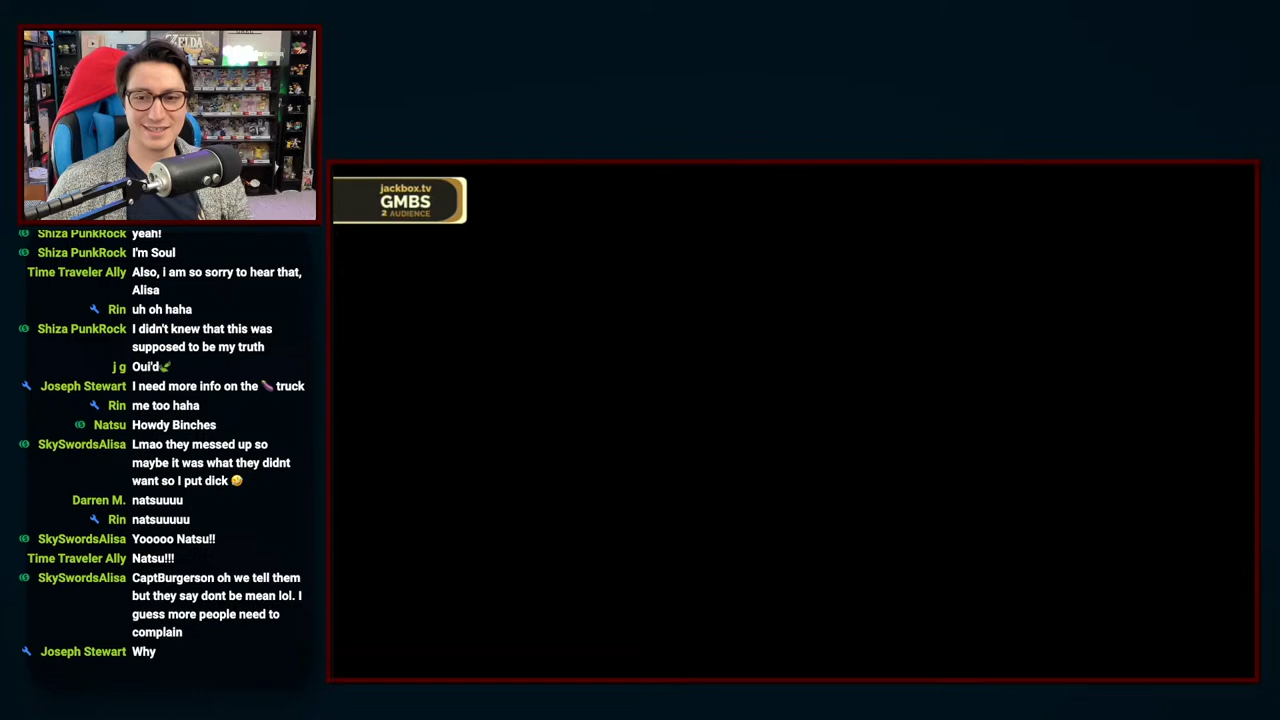 ZELDA
jackbox.tv
GMBS
2 AUDIENCE
Shiza PunkRock yeah!
Shiza PunkRock I'm Soul
Time Traveler Ally Also, i am so sorry to hear that,
Alisa
Rin uh oh haha
Shiza PunkRock I didn't knew that this was
supposed to be my truth
j g Oui'd🌿
Joseph Stewart I need more info on the 🍆 truck
Rin me too haha
Natsu Howdy Binches
SkySwordsAlisa Lmao they messed up so
maybe it was what they didnt
want so I put dick 🤣
Darren M. natsuuuu
Rin natsuuuuu
SkySwordsAlisa Yooooo Natsu!!
Time Traveler Ally Natsu!!!
SkySwordsAlisa CaptBurgerson oh we tell them
but they say dont be mean lol. I
guess more people need to
complain
Joseph Stewart Why